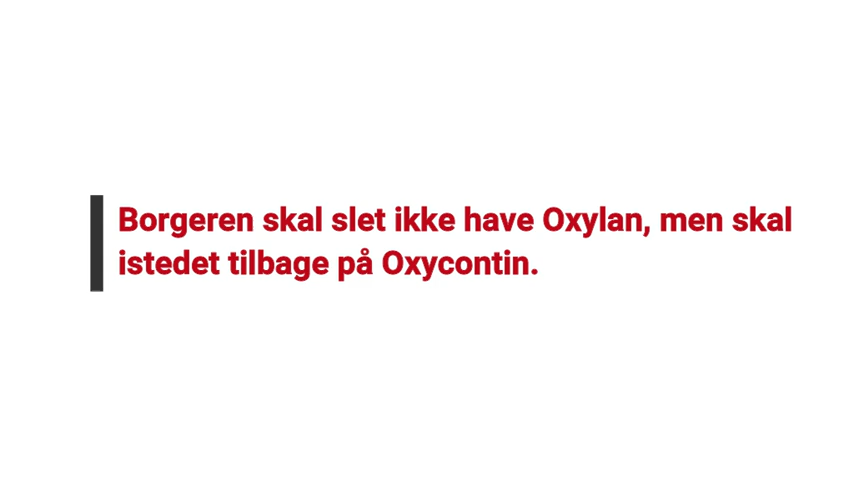 Borgeren skal slet ikke have Oxylan, men skal
istedet tilbage på Oxycontin.